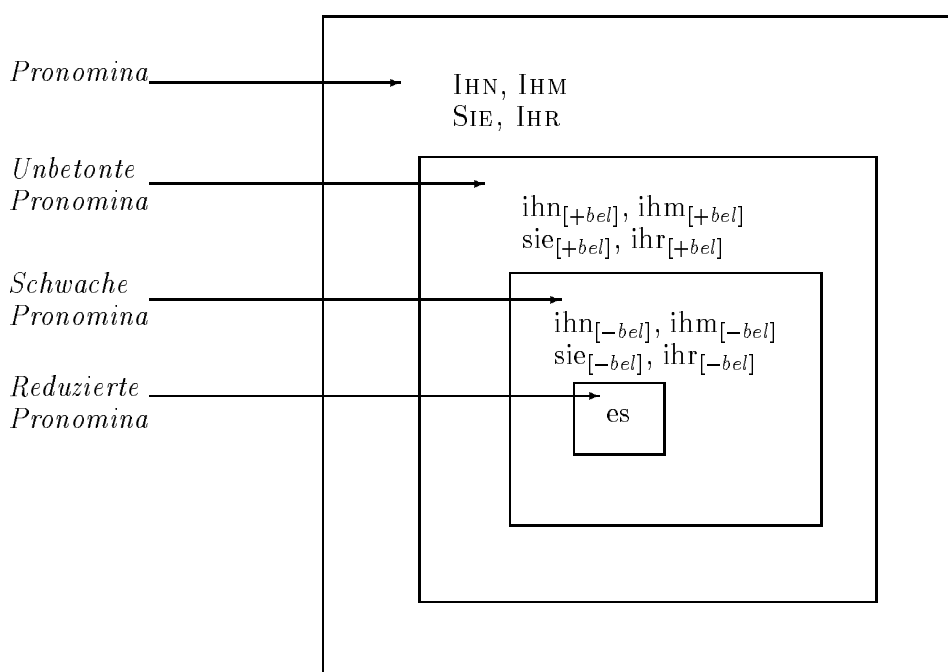 Pronomina
IHN, IHM
SIE, IHR
Unbetonte
Pronomina
ihn[+bel], ihm[+bel]
sie[+bel], ihr[+bel]
Schwache
Pronomina
ihn[−bel], ihm[−bel]
sie[−bel], ihr[−bel]
Reduzierte
Pronomina
es